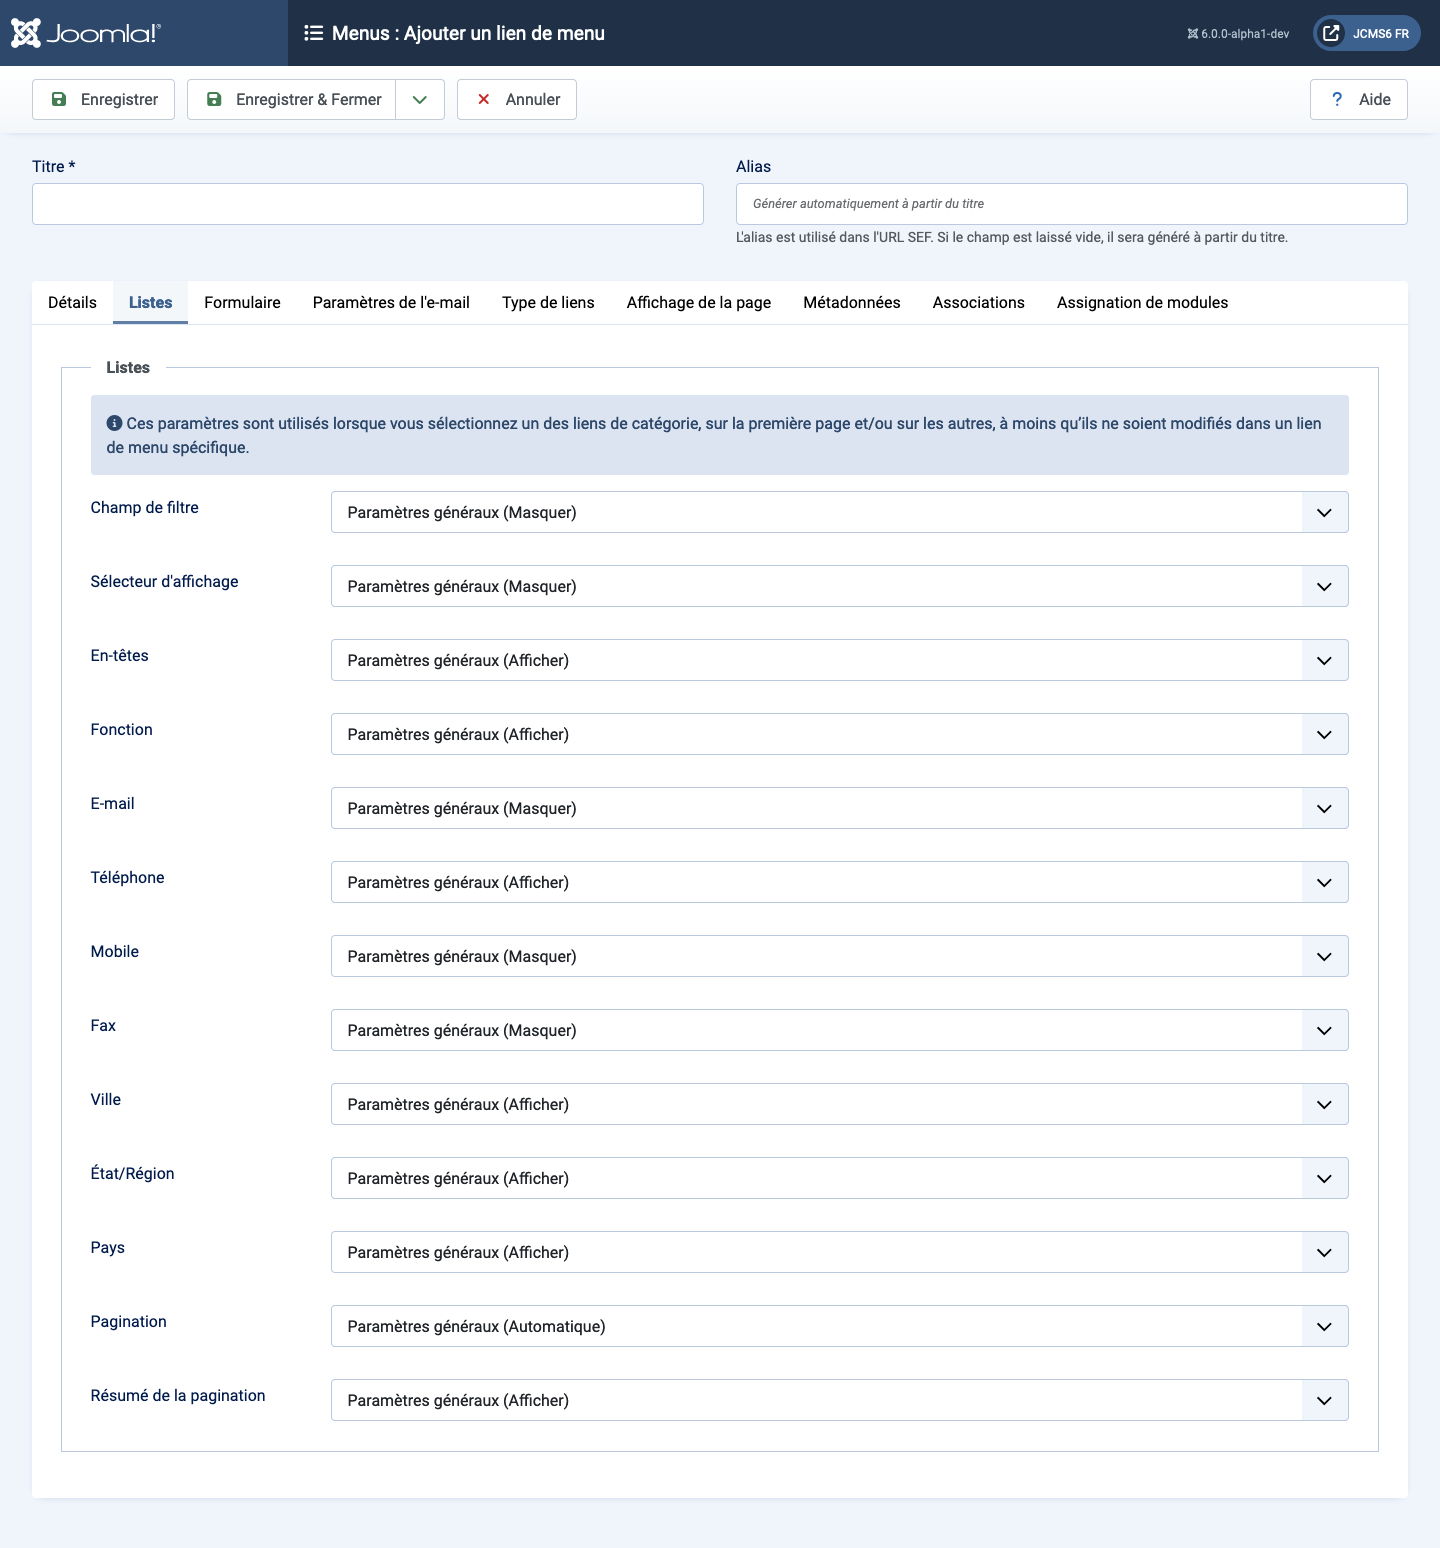 Joomla!®
Menus : Ajouter un lien de menu
6.0.0-alpha1-dev
JCMS6 FR
Enregistrer
Enregistrer & Fermer
Annuler
? Aide
Titre *
Alias
Générer automatiquement à partir du titre
L'alias est utilisé dans l'URL SEF. Si le champ est laissé vide, il sera généré à partir du titre.
Détails Listes Formulaire Paramètres de l'e-mail Type de liens Affichage de la page Métadonnées Associations Assignation de modules
Listes
Ces paramètres sont utilisés lorsque vous sélectionnez un des liens de catégorie, sur la première page et/ou sur les autres, à moins qu’ils ne soient modifiés dans un lien
de menu spécifique.
Champ de filtre
Paramètres généraux (Masquer)
Sélecteur d'affichage
Paramètres généraux (Masquer)
En-têtes
Paramètres généraux (Afficher)
Fonction
Paramètres généraux (Afficher)
E-mail
Paramètres généraux (Masquer)
Téléphone
Paramètres généraux (Afficher)
Mobile
Paramètres généraux (Masquer)
Fax
Paramètres généraux (Masquer)
Ville
Paramètres généraux (Afficher)
État/Région
Paramètres généraux (Afficher)
Pays
Paramètres généraux (Afficher)
Pagination
Paramètres généraux (Automatique)
Résumé de la pagination
Paramètres généraux (Afficher)